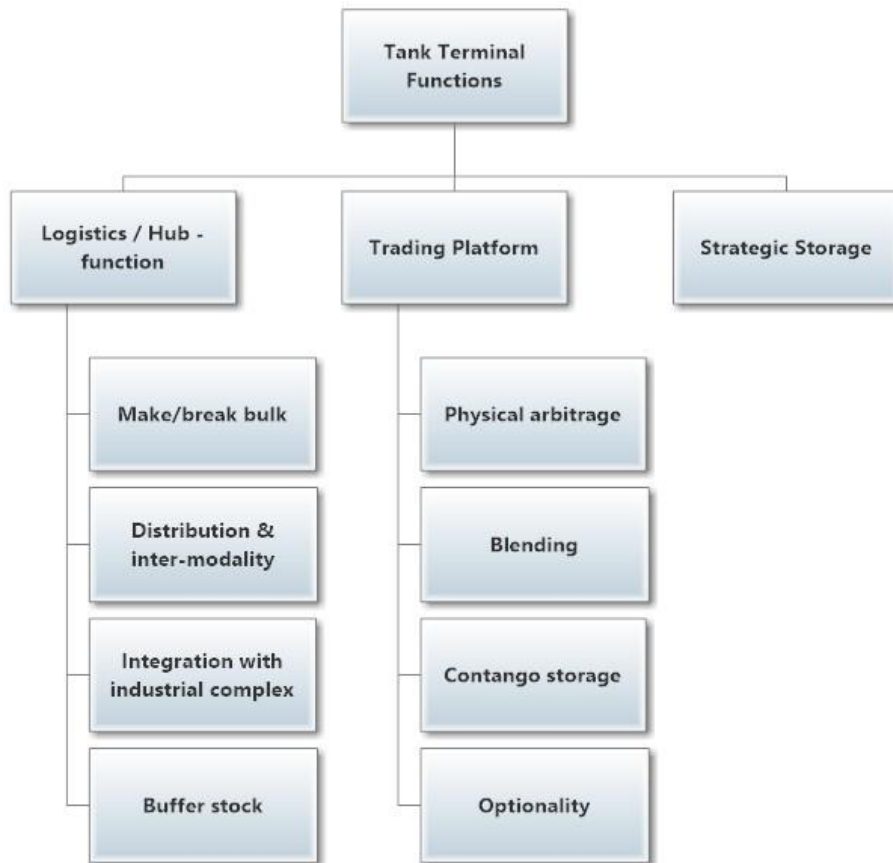 Tank Terminal
Functions
Logistics / Hub -
function
Trading Platform
Strategic Storage
Make/break bulk
Physical arbitrage
Distribution &
inter-modality
Blending
Integration with
industrial complex
Contango storage
Buffer stock
Optionality